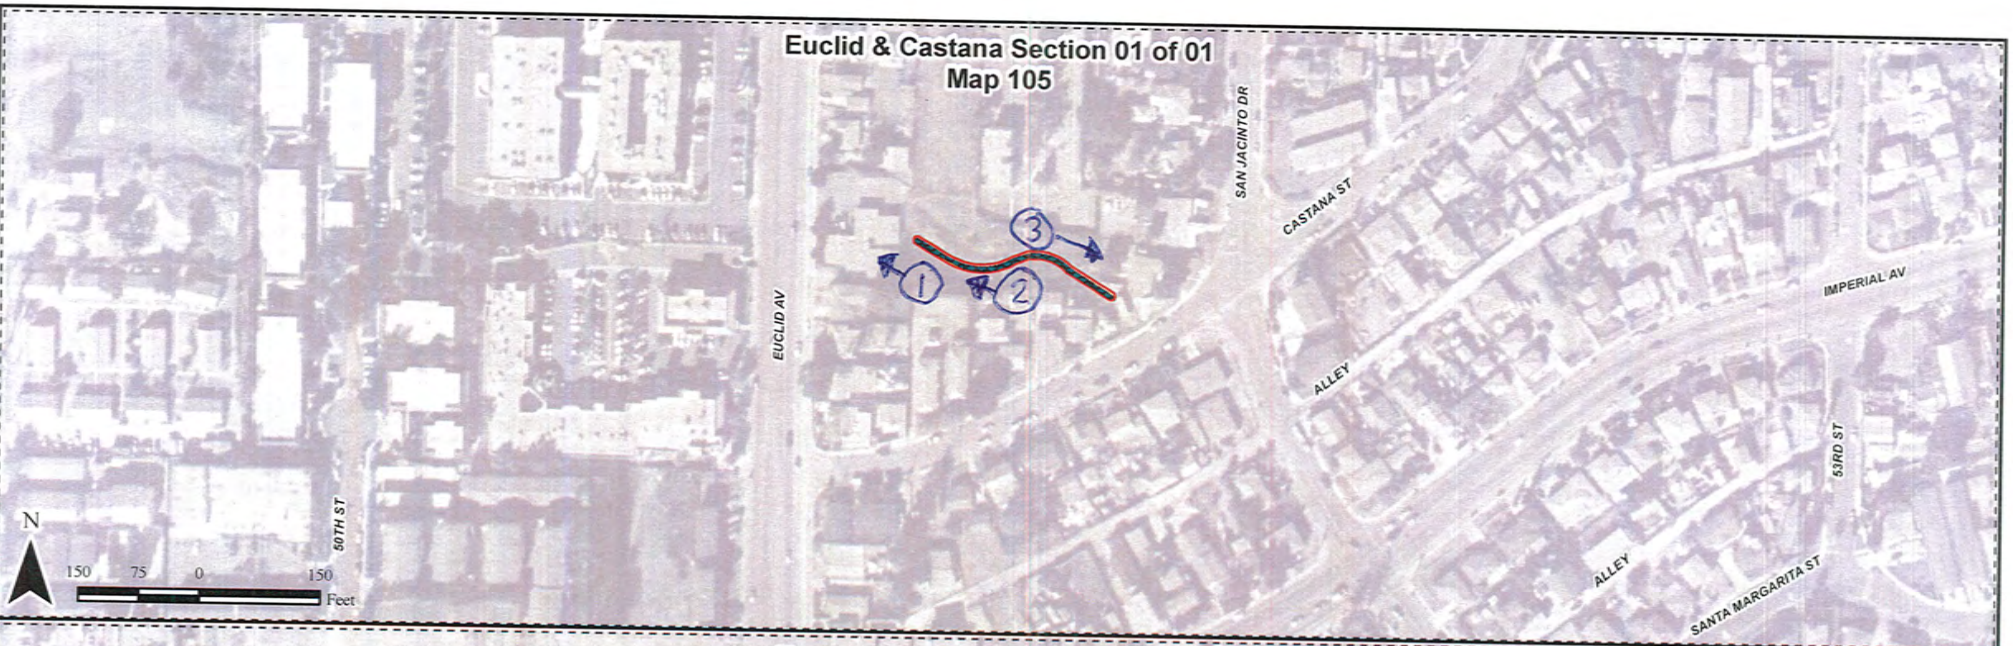 Euclid & Castana Section 01 of 01
Map 105
SAN JACINTO DR
CASTANA ST
3
1
2
EUCLID AV
IMPERIAL AV
ALLEY
53RD ST
50TH ST
N
150 75 0 150
Feet
ALLEY
SANTA MARGARITA ST